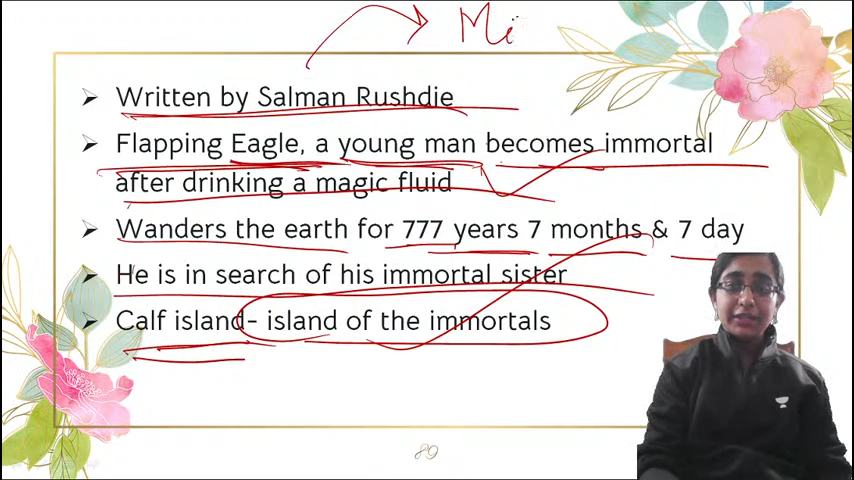 Mi
Written by Salman Rushdie
Flapping Eagle, a young man becomes immortal
after drinking a magic fluid
Wanders the earth for 777 years 7 months & 7 day
He is in search of his immortal sister
Calf island- island of the immortals
89